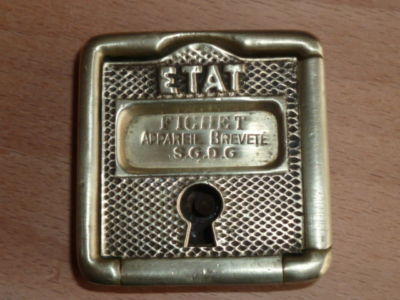 ETAT
FICHET
APPAREIL BREVETÉ
S.G.D.G